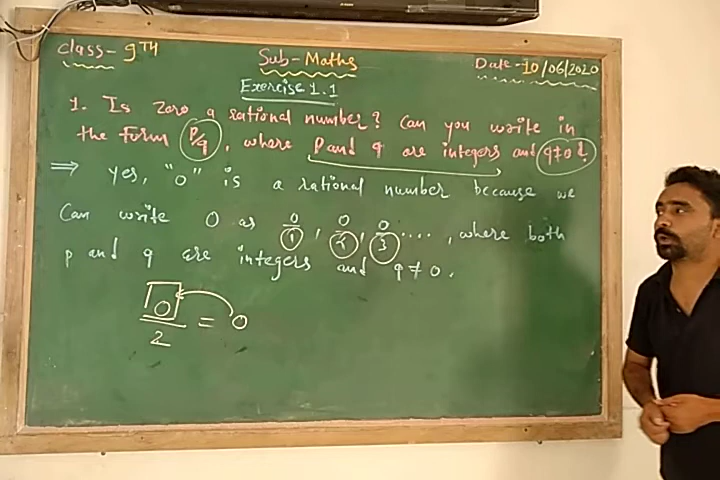 Class - 9TH
Sub - Maths
Date - 10/06/2020
Exercise 1.1
1. Is zero a rational number? Can you write in
the form P/q, where P and q are integers and q≠0?
⇒ Yes, "0" is a rational number because we
Can write 0 as 0/1, 0/2, 0/3 ...., where both
p and q are integers and q ≠ 0.
0/2 = 0